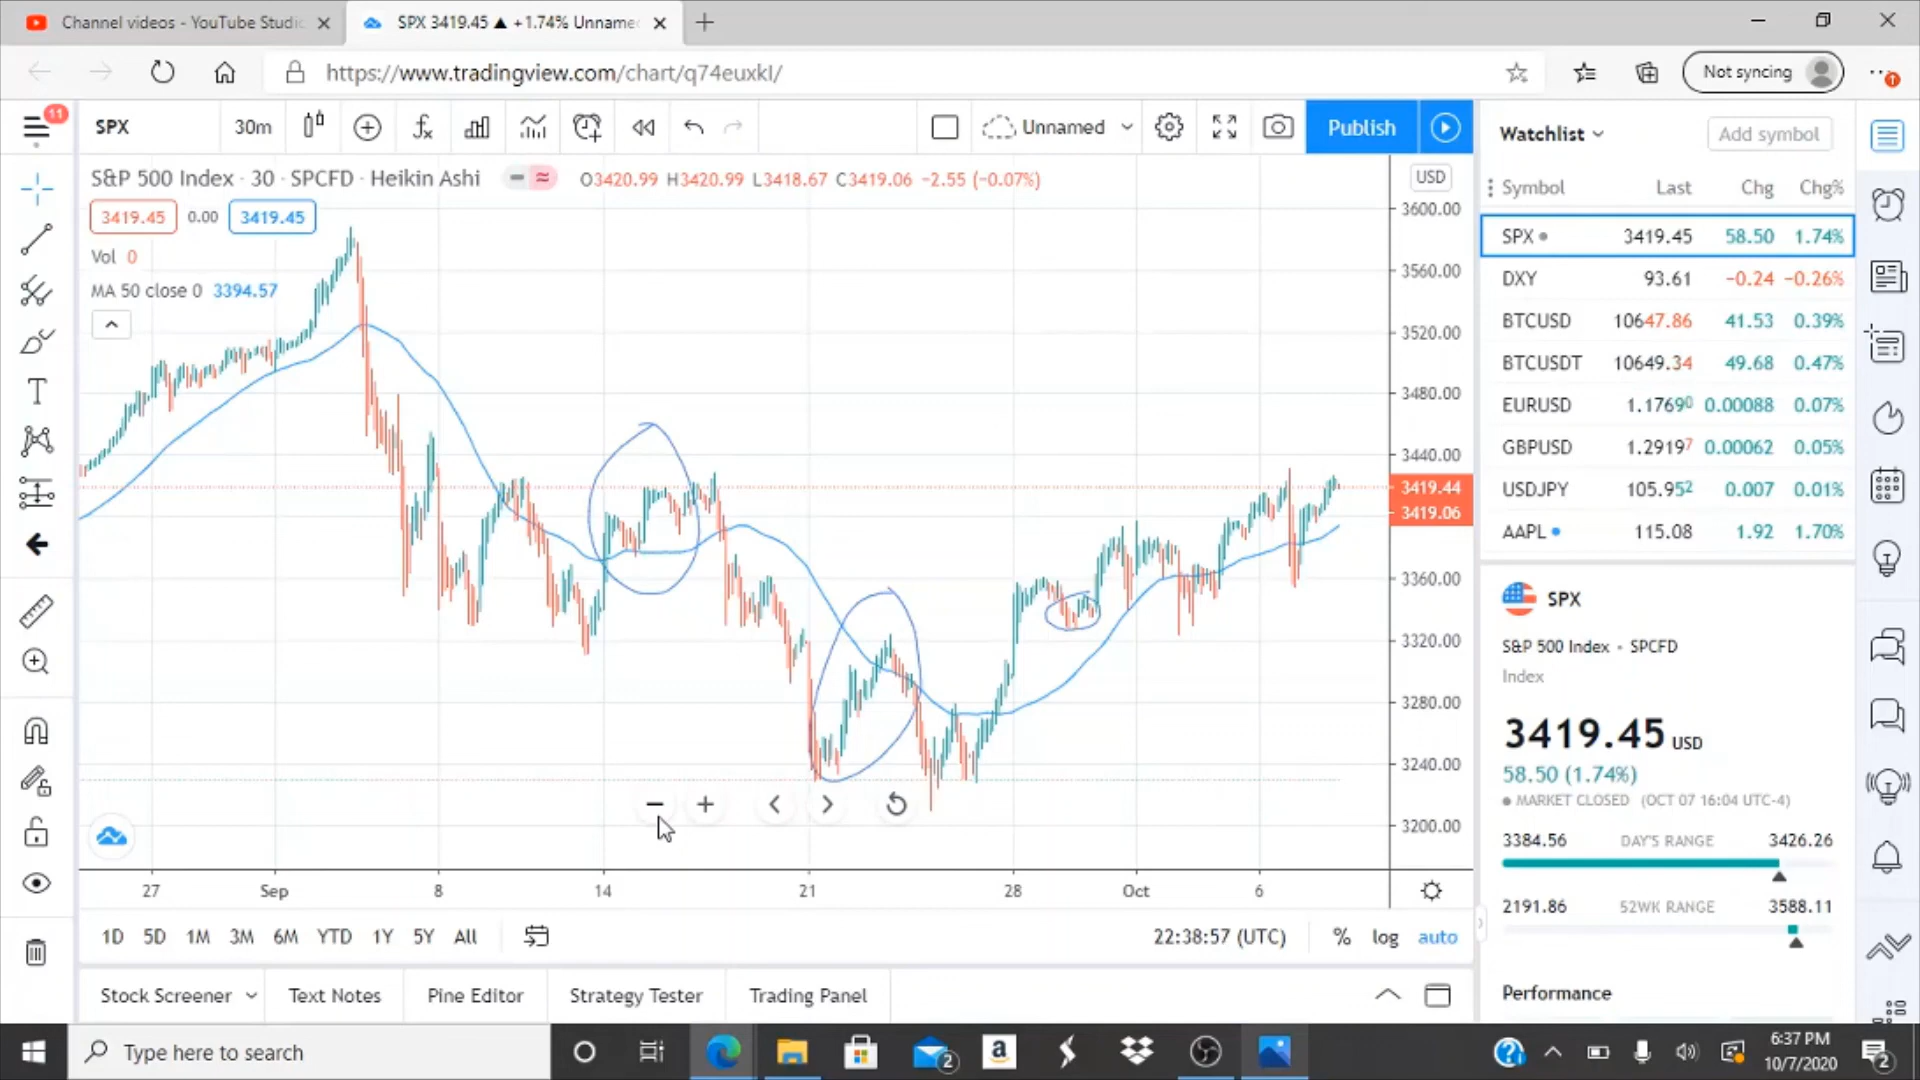 Channel videos - YouTube Studio
SPX 3419.45 ▲ +1.74% Unname
https://www.tradingview.com/chart/q74euxkI/
Not syncing
11
SPX
30m
Unnamed
Publish
S&P 500 Index · 30 · SPCFD · Heikin Ashi
O3420.99 H3420.99 L3418.67 C3419.06 −2.55 (−0.07%)
3419.45 0.00 3419.45
Vol 0
MA 50 close 0 3394.57
USD
3600.00
3560.00
3520.00
3480.00
3440.00
3419.44
3419.06
3360.00
3320.00
3280.00
3240.00
3200.00
27 Sep 8 14 21 28 Oct 6
1D 5D 1M 3M 6M YTD 1Y 5Y All
22:38:57 (UTC) % log auto
Stock Screener Text Notes Pine Editor Strategy Tester Trading Panel
Watchlist Add symbol
Symbol Last Chg Chg%
SPX 3419.45 58.50 1.74%
DXY 93.61 −0.24 −0.26%
BTCUSD 10647.86 41.53 0.39%
BTCUSDT 10649.34 49.68 0.47%
EURUSD 1.17690 0.00088 0.07%
GBPUSD 1.29197 0.00062 0.05%
USDJPY 105.952 0.007 0.01%
AAPL 115.08 1.92 1.70%
SPX
S&P 500 Index • SPCFD
Index
3419.45 USD
58.50 (1.74%)
MARKET CLOSED (OCT 07 16:04 UTC-4)
3384.56 DAY'S RANGE 3426.26
2191.86 52WK RANGE 3588.11
Performance
Type here to search
2
a
6:37 PM
10/7/2020
2